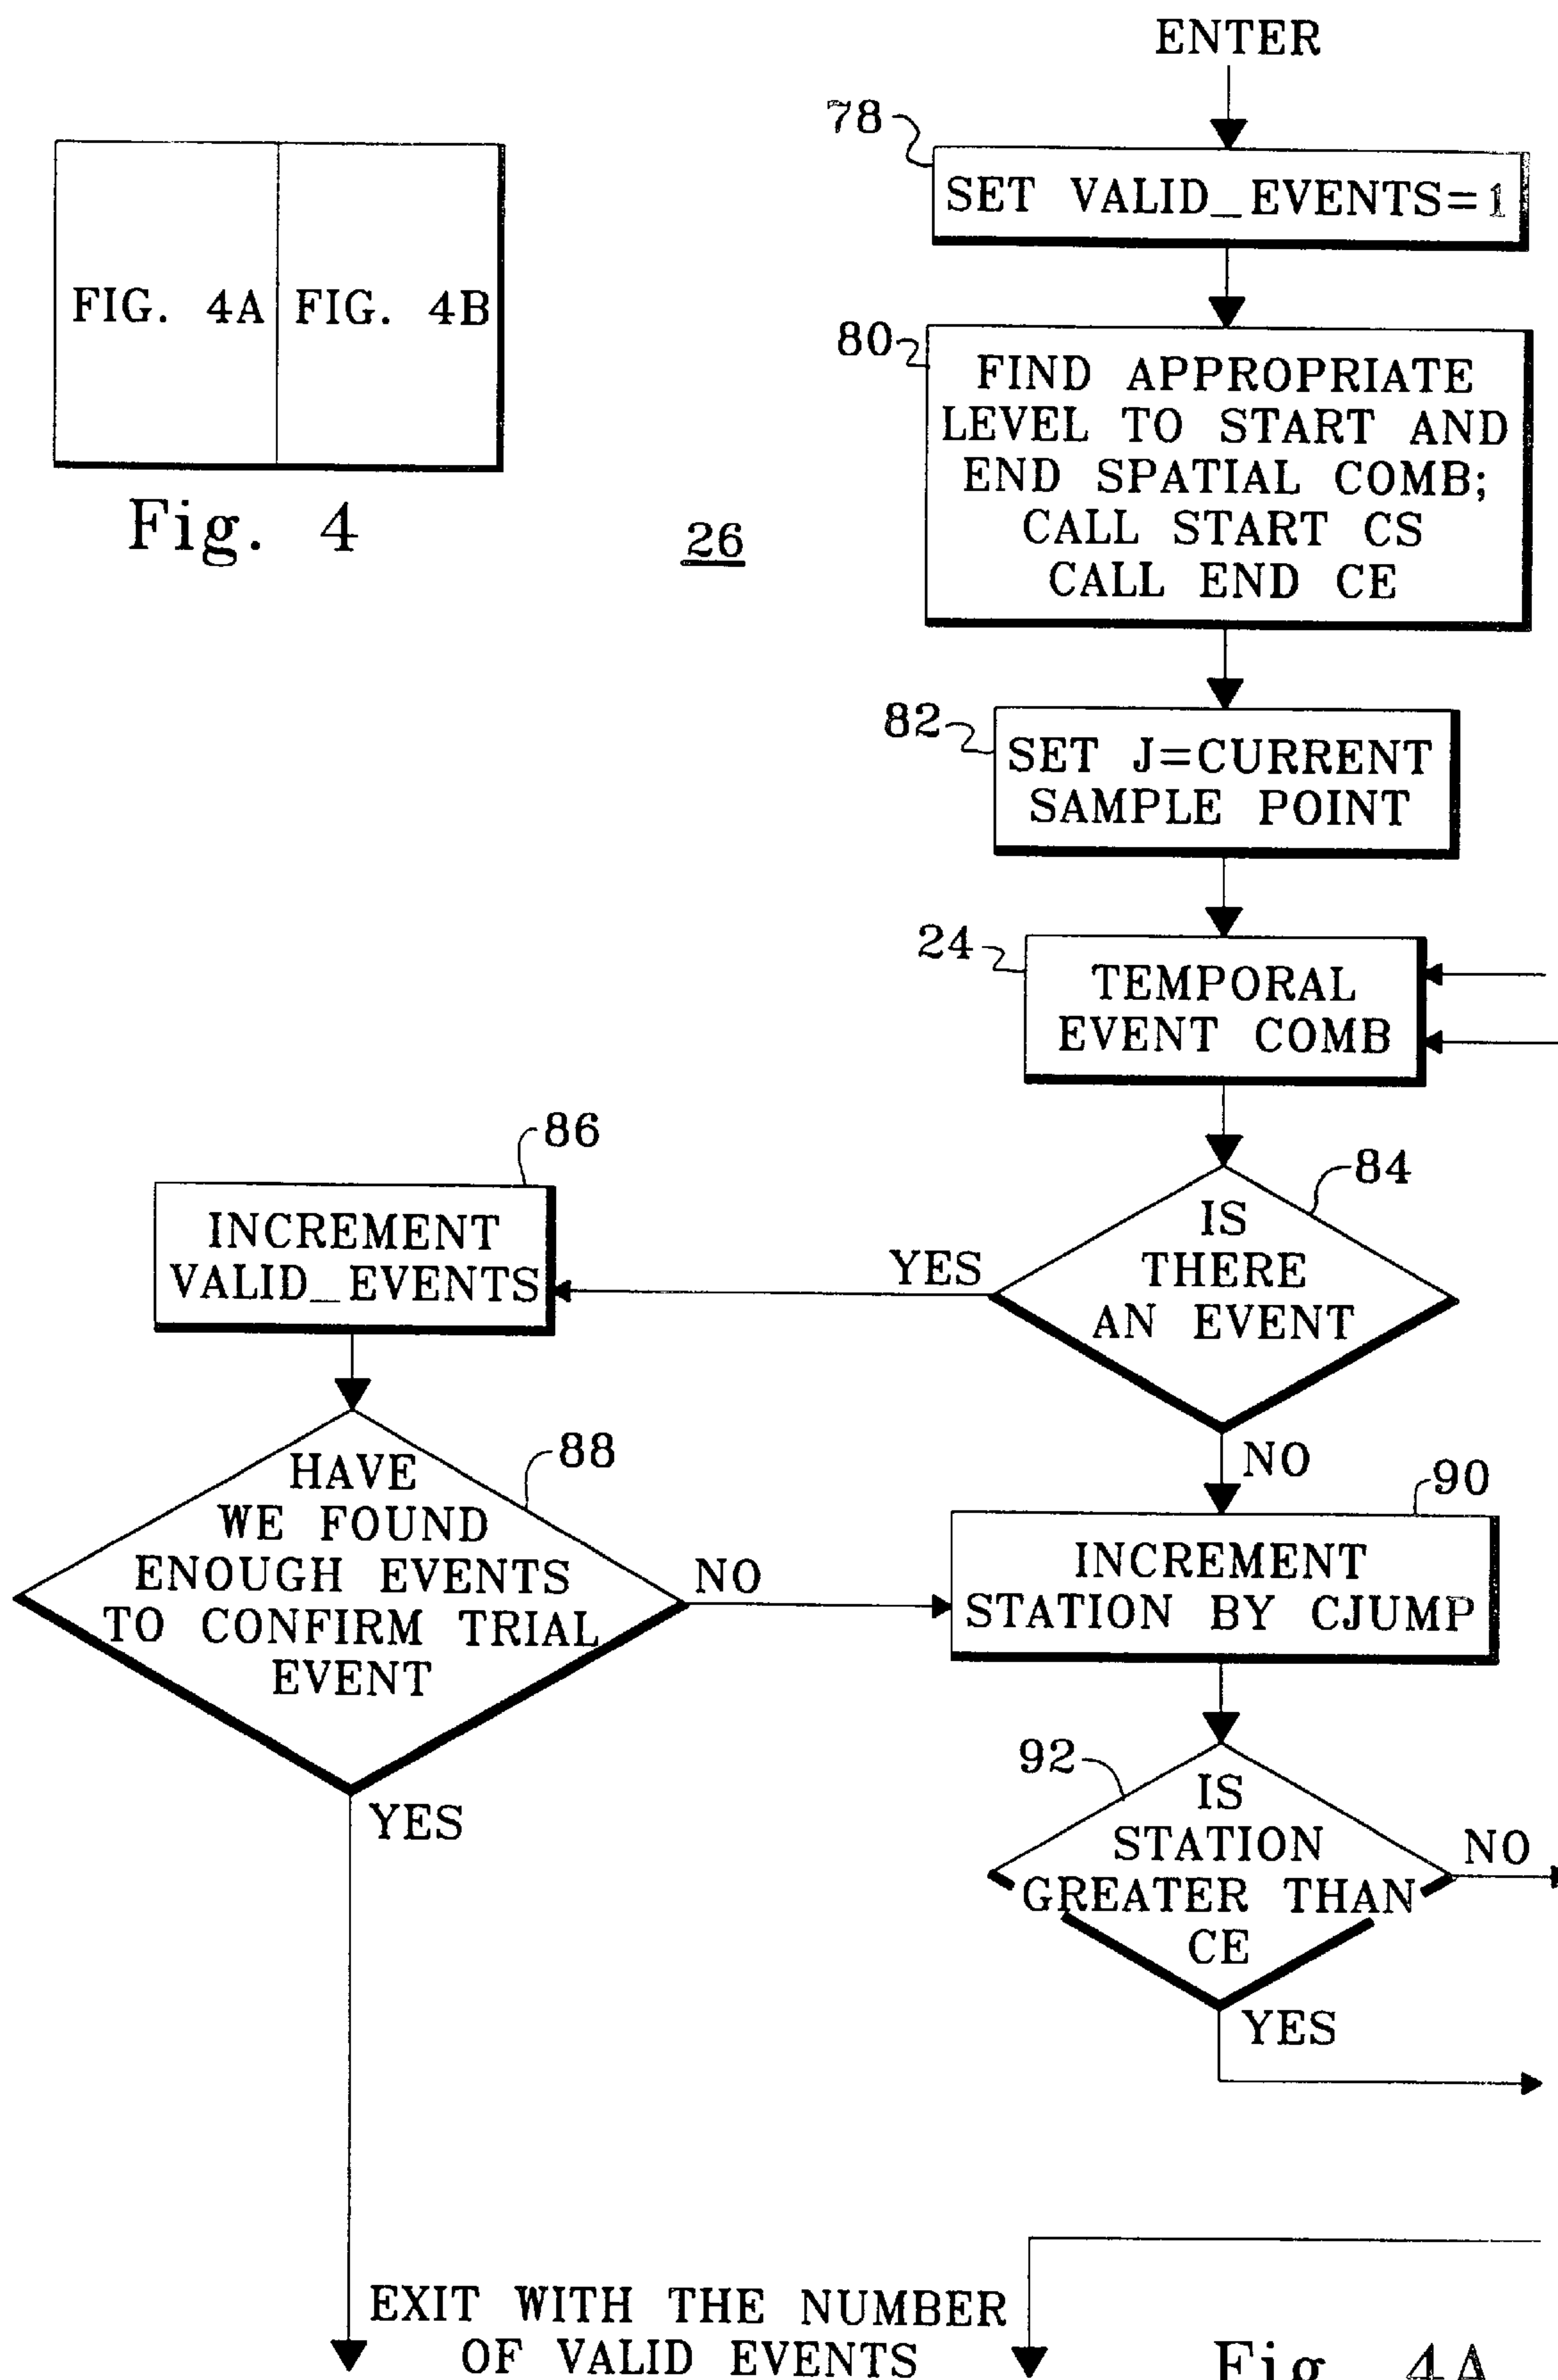 ENTER
78
SET VALID_EVENTS=1
FIG. 4A
FIG. 4B
Fig. 4
26
80
FIND APPROPRIATE
LEVEL TO START AND
END SPATIAL COMB;
CALL START CS
CALL END CE
82
SET J=CURRENT
SAMPLE POINT
24
TEMPORAL
EVENT COMB
84
IS
THERE
AN EVENT
YES
86
INCREMENT
VALID_EVENTS
88
HAVE
WE FOUND
ENOUGH EVENTS
TO CONFIRM TRIAL
EVENT
NO
YES
NO
90
INCREMENT
STATION BY CJUMP
92
IS
STATION
GREATER THAN
CE
NO
YES
EXIT WITH THE NUMBER
OF VALID EVENTS
Fig. 4A